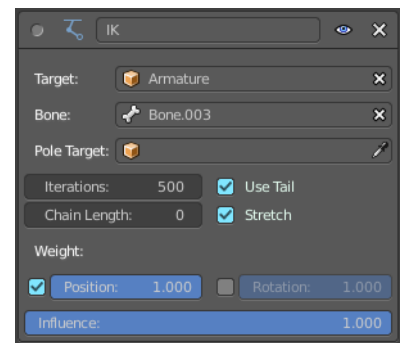 IK
Target: Armature
Bone: Bone.003
Pole Target:
Iterations: 500 Use Tail
Chain Length: 0 Stretch
Weight:
Position: 1.000 Rotation: 1.000
Influence: 1.000